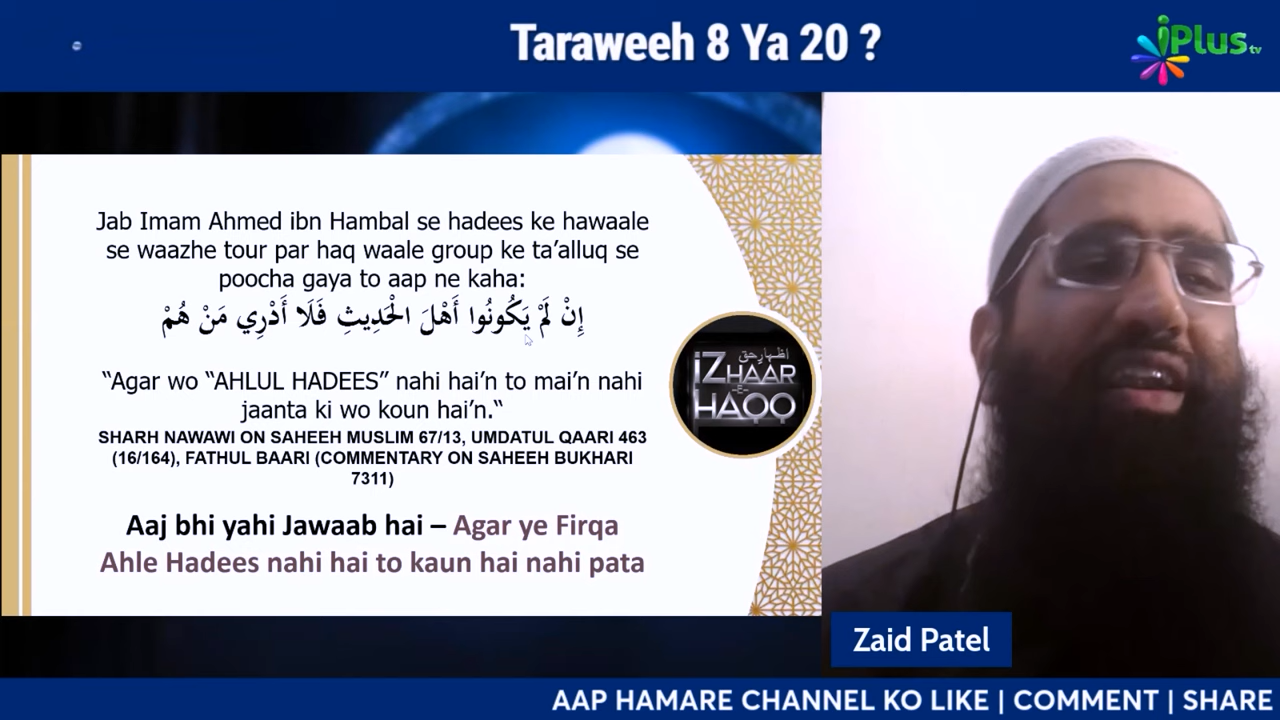 Taraweeh 8 Ya 20 ?
iPlus tv
Jab Imam Ahmed ibn Hambal se hadees ke hawaale
se waazhe tour par haq waale group ke ta’alluq se
poocha gaya to aap ne kaha:
إِنْ لَمْ يَكُونُوا أَهْلَ الْحَدِيثِ فَلَا أَدْرِي مَنْ هُمْ
“Agar wo “AHLUL HADEES” nahi hai’n to mai’n nahi
jaanta ki wo koun hai’n.“
SHARH NAWAWI ON SAHEEH MUSLIM 67/13, UMDATUL QAARI 463
(16/164), FATHUL BAARI (COMMENTARY ON SAHEEH BUKHARI
7311)
Aaj bhi yahi Jawaab hai – Agar ye Firqa
Ahle Hadees nahi hai to kaun hai nahi pata
اظہارِ حق
iZHAAR
-E-
HAQQ
Zaid Patel
AAP HAMARE CHANNEL KO LIKE | COMMENT | SHARE